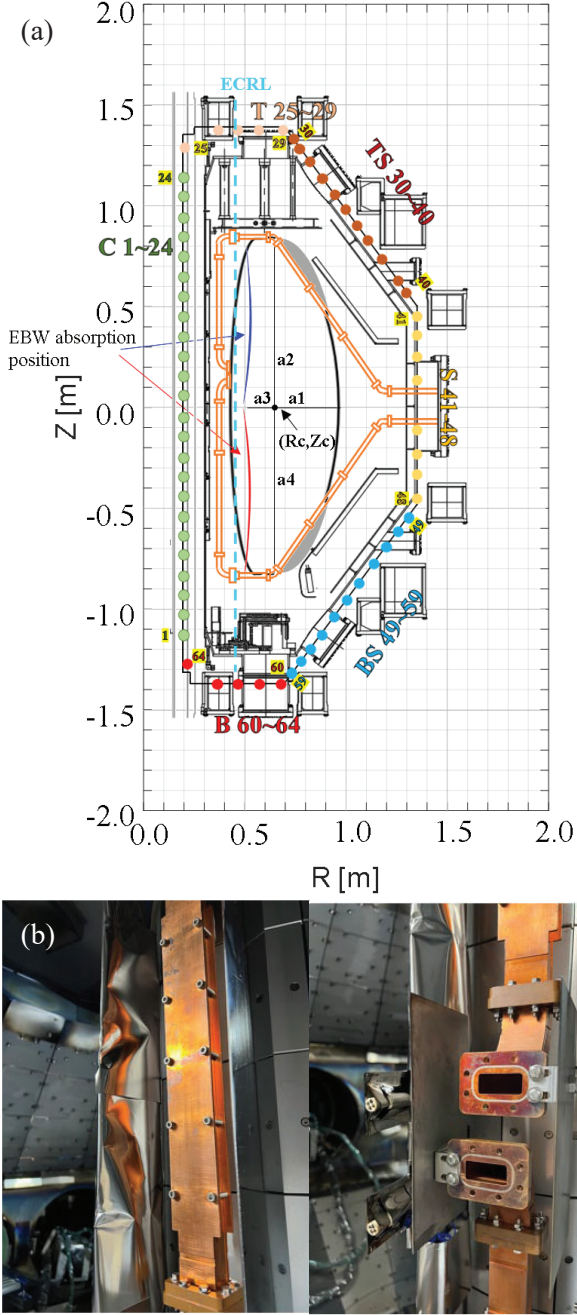 (a)
2.0
ECRL
1.5
T 25~29
30
25
29
TS 30~40
24
1.0
C 1~24
40
0.5
41
EBW absorption
position
a2
Z [m]
0.0
a3
a1
S 41~48
(Rc,Zc)
a4
-0.5
48
49
-1.0
BS 49~59
1
64
60
59
-1.5
B 60~64
-2.0
0.0
0.5
1.0
1.5
2.0
R [m]
(b)